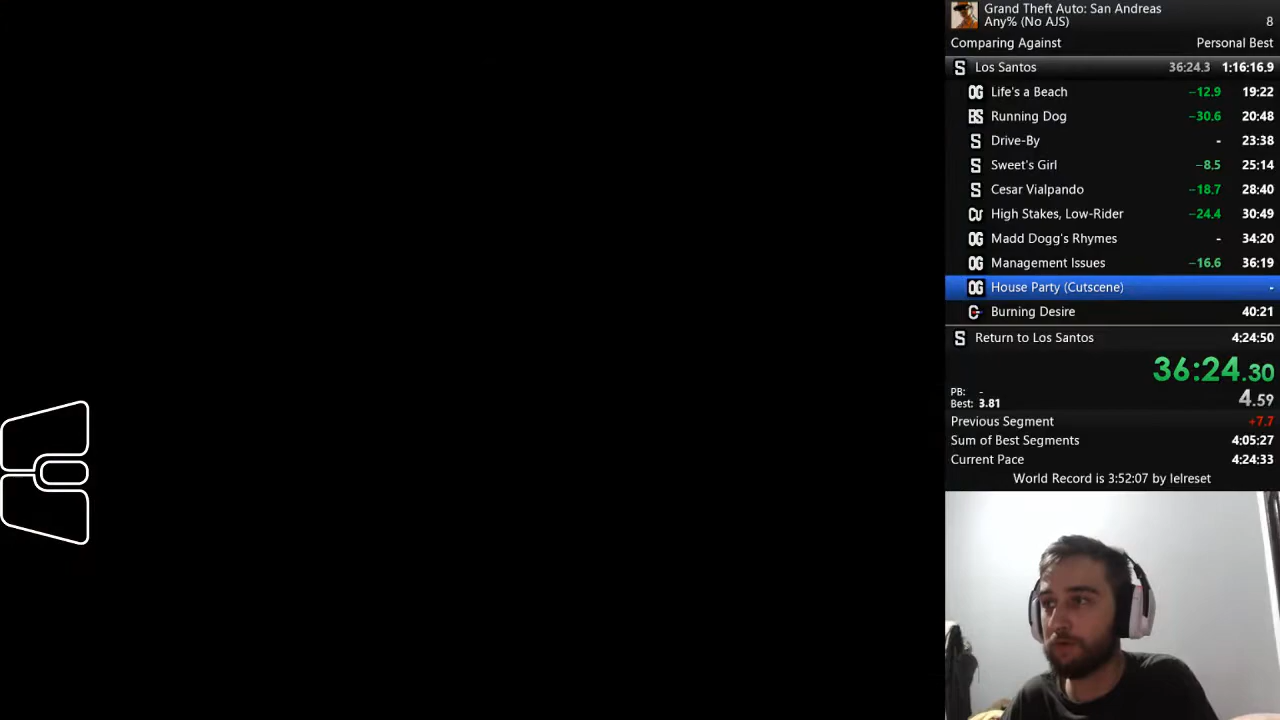 Grand Theft Auto: San Andreas
Any% (No AJS) 8
Comparing Against Personal Best
S Los Santos 36:24.3 1:16:16.9
OG Life's a Beach −12.9 19:22
BS Running Dog −30.6 20:48
S Drive-By - 23:38
S Sweet's Girl −8.5 25:14
S Cesar Vialpando −18.7 28:40
Cv High Stakes, Low-Rider −24.4 30:49
OG Madd Dogg's Rhymes - 34:20
OG Management Issues −16.6 36:19
OG House Party (Cutscene) -
C Burning Desire 40:21
S Return to Los Santos 4:24:50
36:24.30
PB: -
Best: 3.81 4.59
Previous Segment +7.7
Sum of Best Segments 4:05:27
Current Pace 4:24:33
World Record is 3:52:07 by lelreset